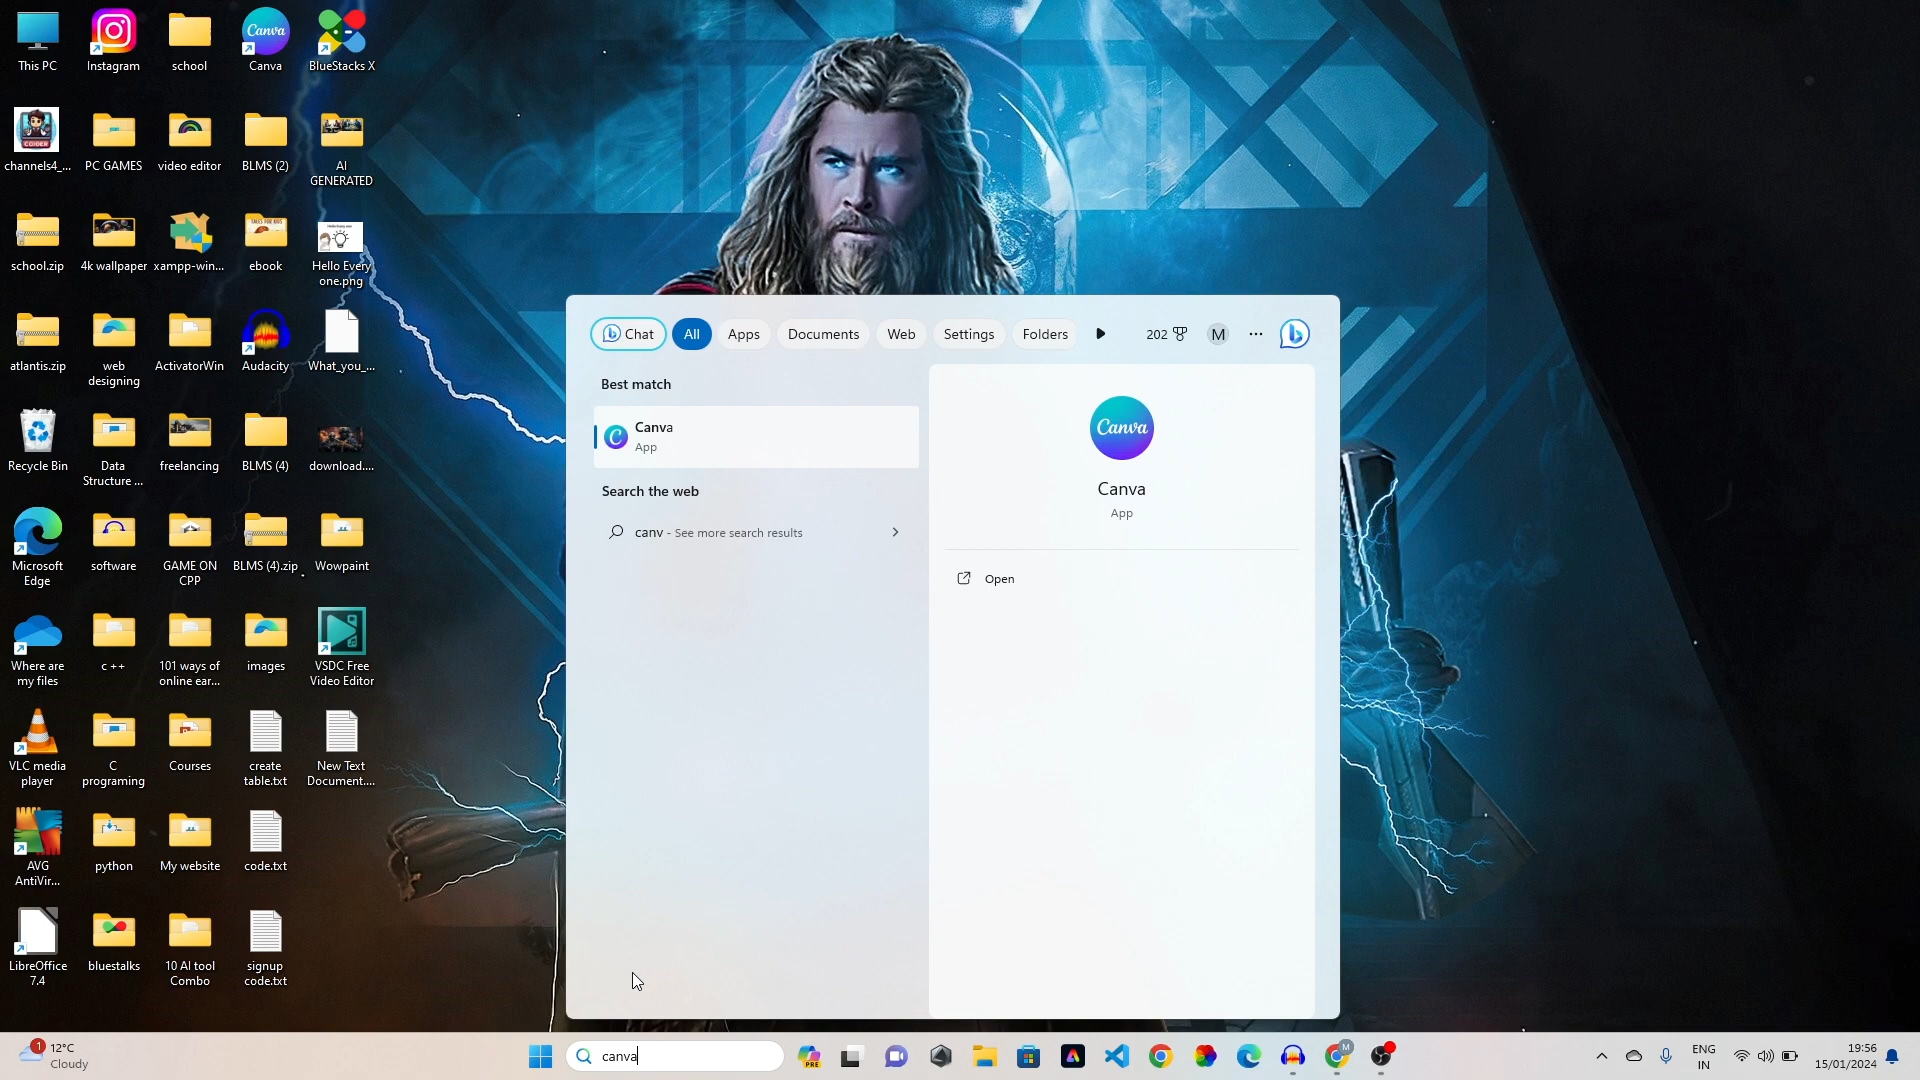 This PC
Instagram
school
Canva
Canva
BlueStacks X
channels4_...
CODER
PC GAMES
video editor
BLMS (2)
AI
GENERATED
school.zip
4k wallpaper
xampp-win...
ebook
Hello Every
one.png
atlantis.zip
web
designing
ActivatorWin
Audacity
What_you_...
Recycle Bin
Data
Structure ...
freelancing
BLMS (4)
download....
Microsoft
Edge
software
GAME ON
CPP
BLMS (4).zip
Wowpaint
Where are
my files
c ++
101 ways of
online ear...
images
VSDC Free
Video Editor
VLC media
player
C
programing
Courses
create
table.txt
New Text
Document....
AVG
AntiVir...
python
My website
code.txt
LibreOffice
7.4
bluestalks
10 AI tool
Combo
signup
code.txt
Chat
All
Apps
Documents
Web
Settings
Folders
202
M
Best match
Canva
App
Search the web
canv - See more search results
Canva
Canva
App
Open
1
12°C
Cloudy
canva
PRE
M
ENG
IN
19:56
15/01/2024